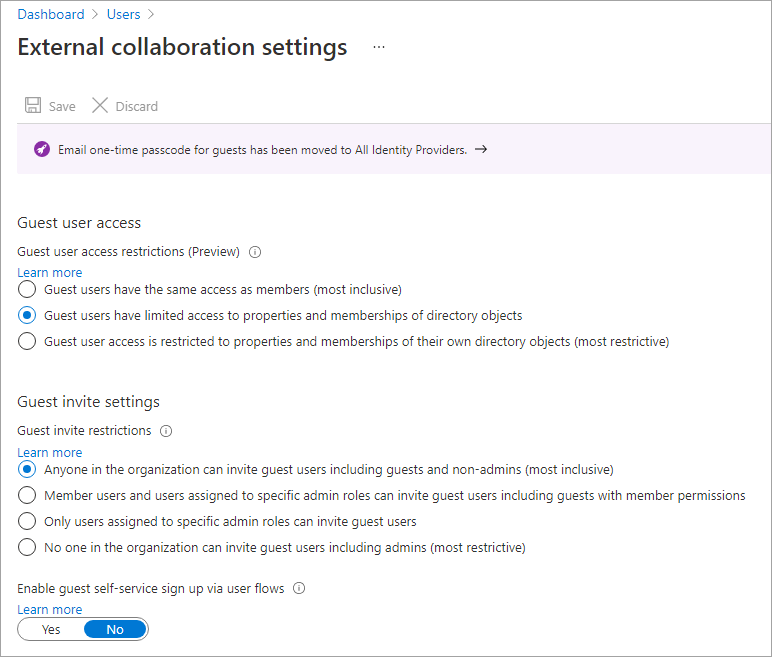 Dashboard > Users >
External collaboration settings ...
Save Discard
Email one-time passcode for guests has been moved to All Identity Providers. →
Guest user access
Guest user access restrictions (Preview)
Learn more
Guest users have the same access as members (most inclusive)
Guest users have limited access to properties and memberships of directory objects
Guest user access is restricted to properties and memberships of their own directory objects (most restrictive)
Guest invite settings
Guest invite restrictions
Learn more
Anyone in the organization can invite guest users including guests and non-admins (most inclusive)
Member users and users assigned to specific admin roles can invite guest users including guests with member permissions
Only users assigned to specific admin roles can invite guest users
No one in the organization can invite guest users including admins (most restrictive)
Enable guest self-service sign up via user flows
Learn more
Yes No